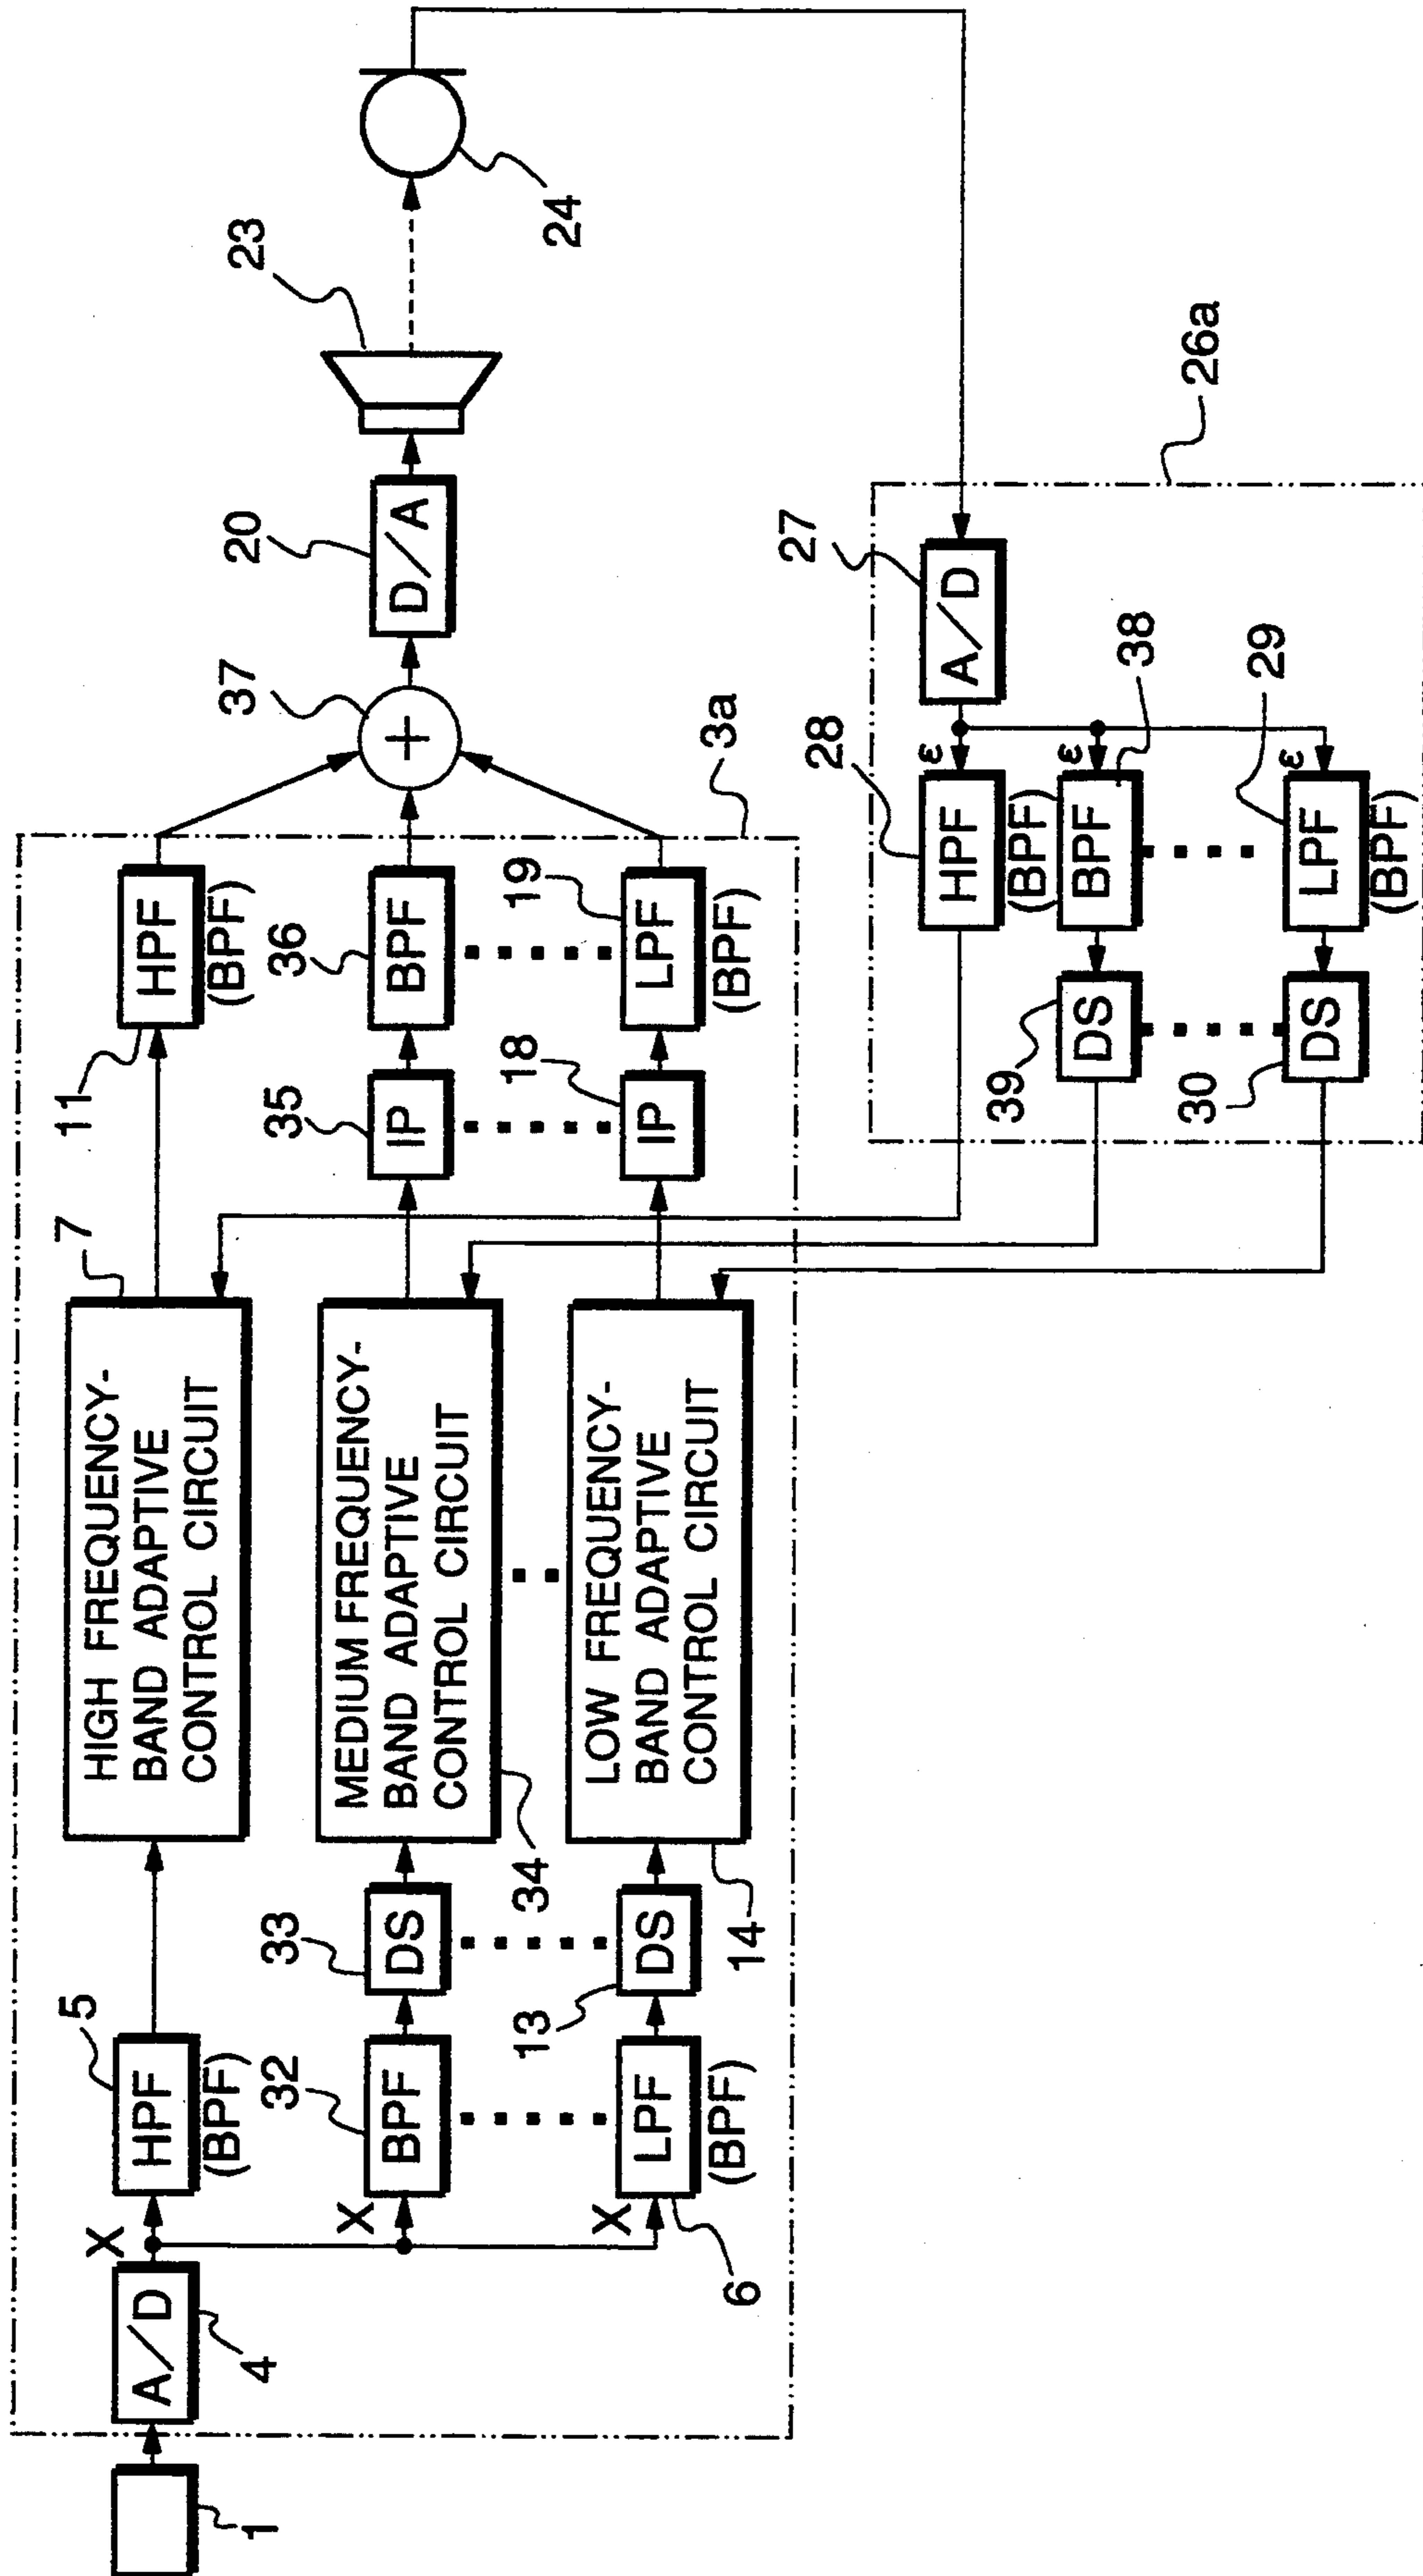 1
A/D
4
X
X
X
5
HPF
(BPF)
32
BPF
6
LPF
(BPF)
33
DS
13
DS
7
HIGH FREQUENCY-
BAND ADAPTIVE
CONTROL CIRCUIT
34
MEDIUM FREQUENCY-
BAND ADAPTIVE
CONTROL CIRCUIT
14
LOW FREQUENCY-
BAND ADAPTIVE
CONTROL CIRCUIT
35
IP
18
IP
11
HPF
(BPF)
36
BPF
19
LPF
(BPF)
3a
37
+
20
D/A
23
24
26a
27
A/D
ε
ε
ε
28
HPF
(BPF)
38
BPF
29
LPF
(BPF)
39
DS
30
DS